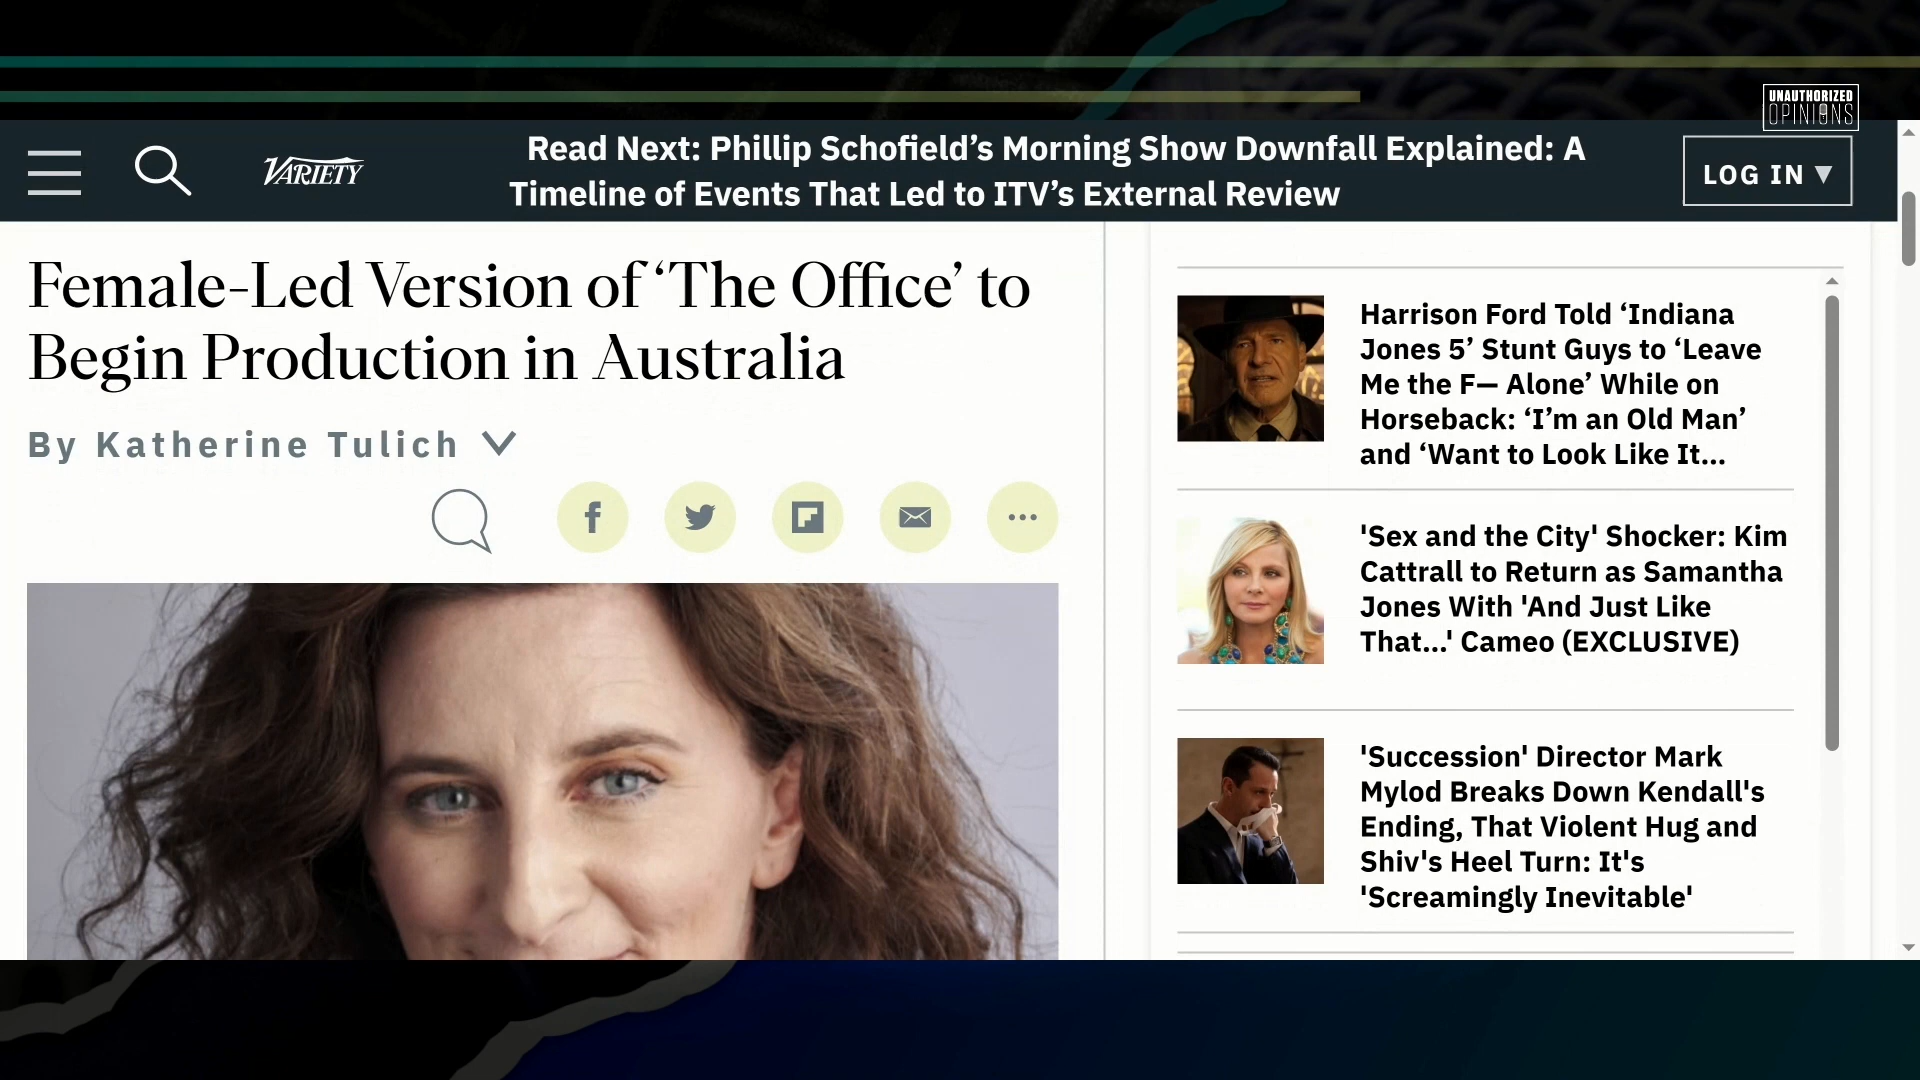 UNAUTHORIZED
OPINIONS
VARIETY
Read Next: Phillip Schofield’s Morning Show Downfall Explained: A
Timeline of Events That Led to ITV’s External Review
LOG IN
Female-Led Version of ‘The Office’ to
Begin Production in Australia
By Katherine Tulich
Harrison Ford Told ‘Indiana
Jones 5’ Stunt Guys to ‘Leave
Me the F— Alone’ While on
Horseback: ‘I’m an Old Man’
and ‘Want to Look Like It...
'Sex and the City' Shocker: Kim
Cattrall to Return as Samantha
Jones With 'And Just Like
That...' Cameo (EXCLUSIVE)
'Succession' Director Mark
Mylod Breaks Down Kendall's
Ending, That Violent Hug and
Shiv's Heel Turn: It's
'Screamingly Inevitable'